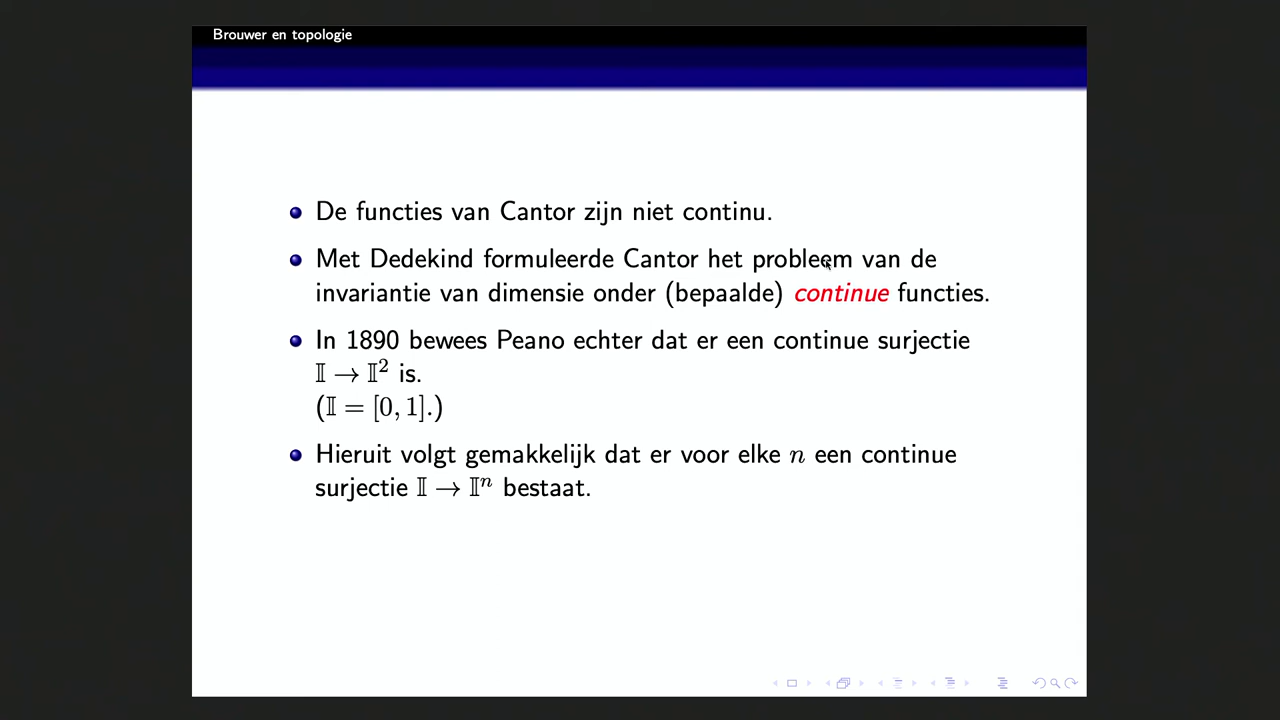 Brouwer en topologie
De functies van Cantor zijn niet continu.
Met Dedekind formuleerde Cantor het probleem van de
invariantie van dimensie onder (bepaalde) continue functies.
In 1890 bewees Peano echter dat er een continue surjectie
𝕀 → 𝕀² is.
(𝕀 = [0, 1].)
Hieruit volgt gemakkelijk dat er voor elke n een continue
surjectie 𝕀 → 𝕀ⁿ bestaat.